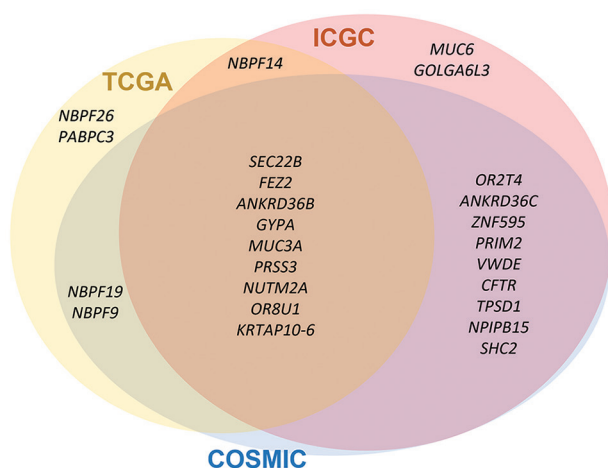 ICGC
MUC6
GOLGA6L3
NBPF14
TCGA
NBPF26
PABPC3
SEC22B
FEZ2
ANKRD36B
GYPA
MUC3A
PRSS3
NUTM2A
OR8U1
KRTAP10-6
OR2T4
ANKRD36C
ZNF595
PRIM2
VWDE
CFTR
TPSD1
NPIPB15
SHC2
NBPF19
NBPF9
COSMIC